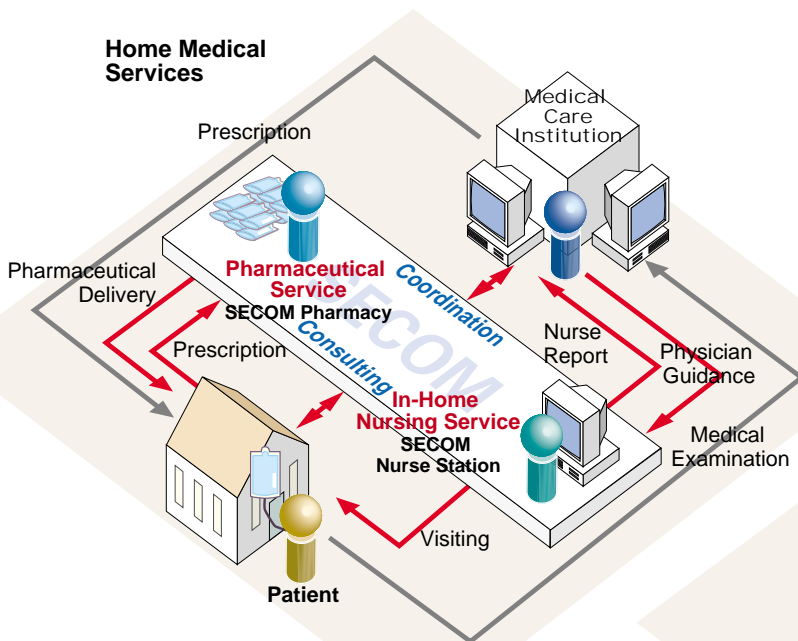 Home Medical
Services
Medical
Care
Institution
Prescription
Pharmaceutical
Delivery
Pharmaceutical
Service
SECOM Pharmacy
Coordination
SECOM
Consulting
Prescription
Nurse
Report
Physician
Guidance
In-Home
Nursing Service
SECOM
Nurse Station
Medical
Examination
Visiting
Patient